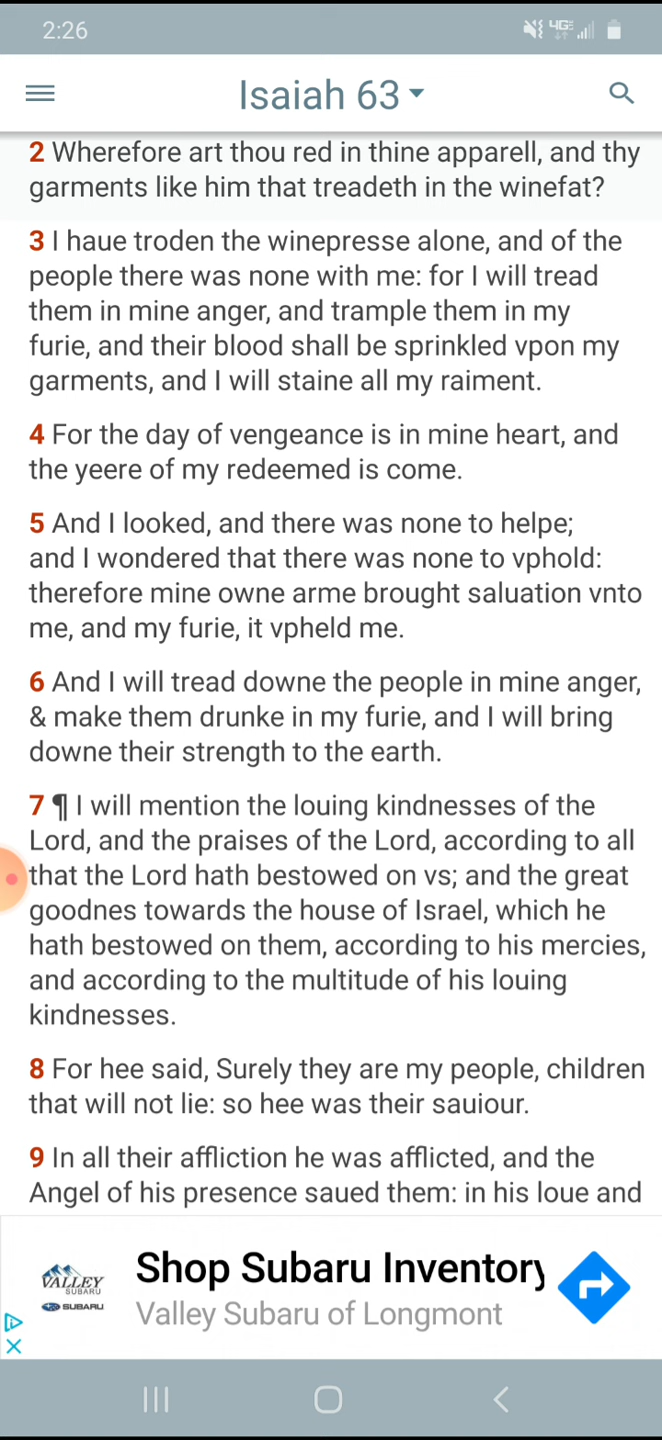 2:26
4GE
Isaiah 63
2 Wherefore art thou red in thine apparell, and thy
garments like him that treadeth in the winefat?
3 I haue troden the winepresse alone, and of the
people there was none with me: for I will tread
them in mine anger, and trample them in my
furie, and their blood shall be sprinkled vpon my
garments, and I will staine all my raiment.
4 For the day of vengeance is in mine heart, and
the yeere of my redeemed is come.
5 And I looked, and there was none to helpe;
and I wondered that there was none to vphold:
therefore mine owne arme brought saluation vnto
me, and my furie, it vpheld me.
6 And I will tread downe the people in mine anger,
& make them drunke in my furie, and I will bring
downe their strength to the earth.
7 ¶ I will mention the louing kindnesses of the
Lord, and the praises of the Lord, according to all
that the Lord hath bestowed on vs; and the great
goodnes towards the house of Israel, which he
hath bestowed on them, according to his mercies,
and according to the multitude of his louing
kindnesses.
8 For hee said, Surely they are my people, children
that will not lie: so hee was their sauiour.
9 In all their affliction he was afflicted, and the
Angel of his presence saued them: in his loue and
VALLEY
SUBARU
SUBARU
Shop Subaru Inventory
Valley Subaru of Longmont